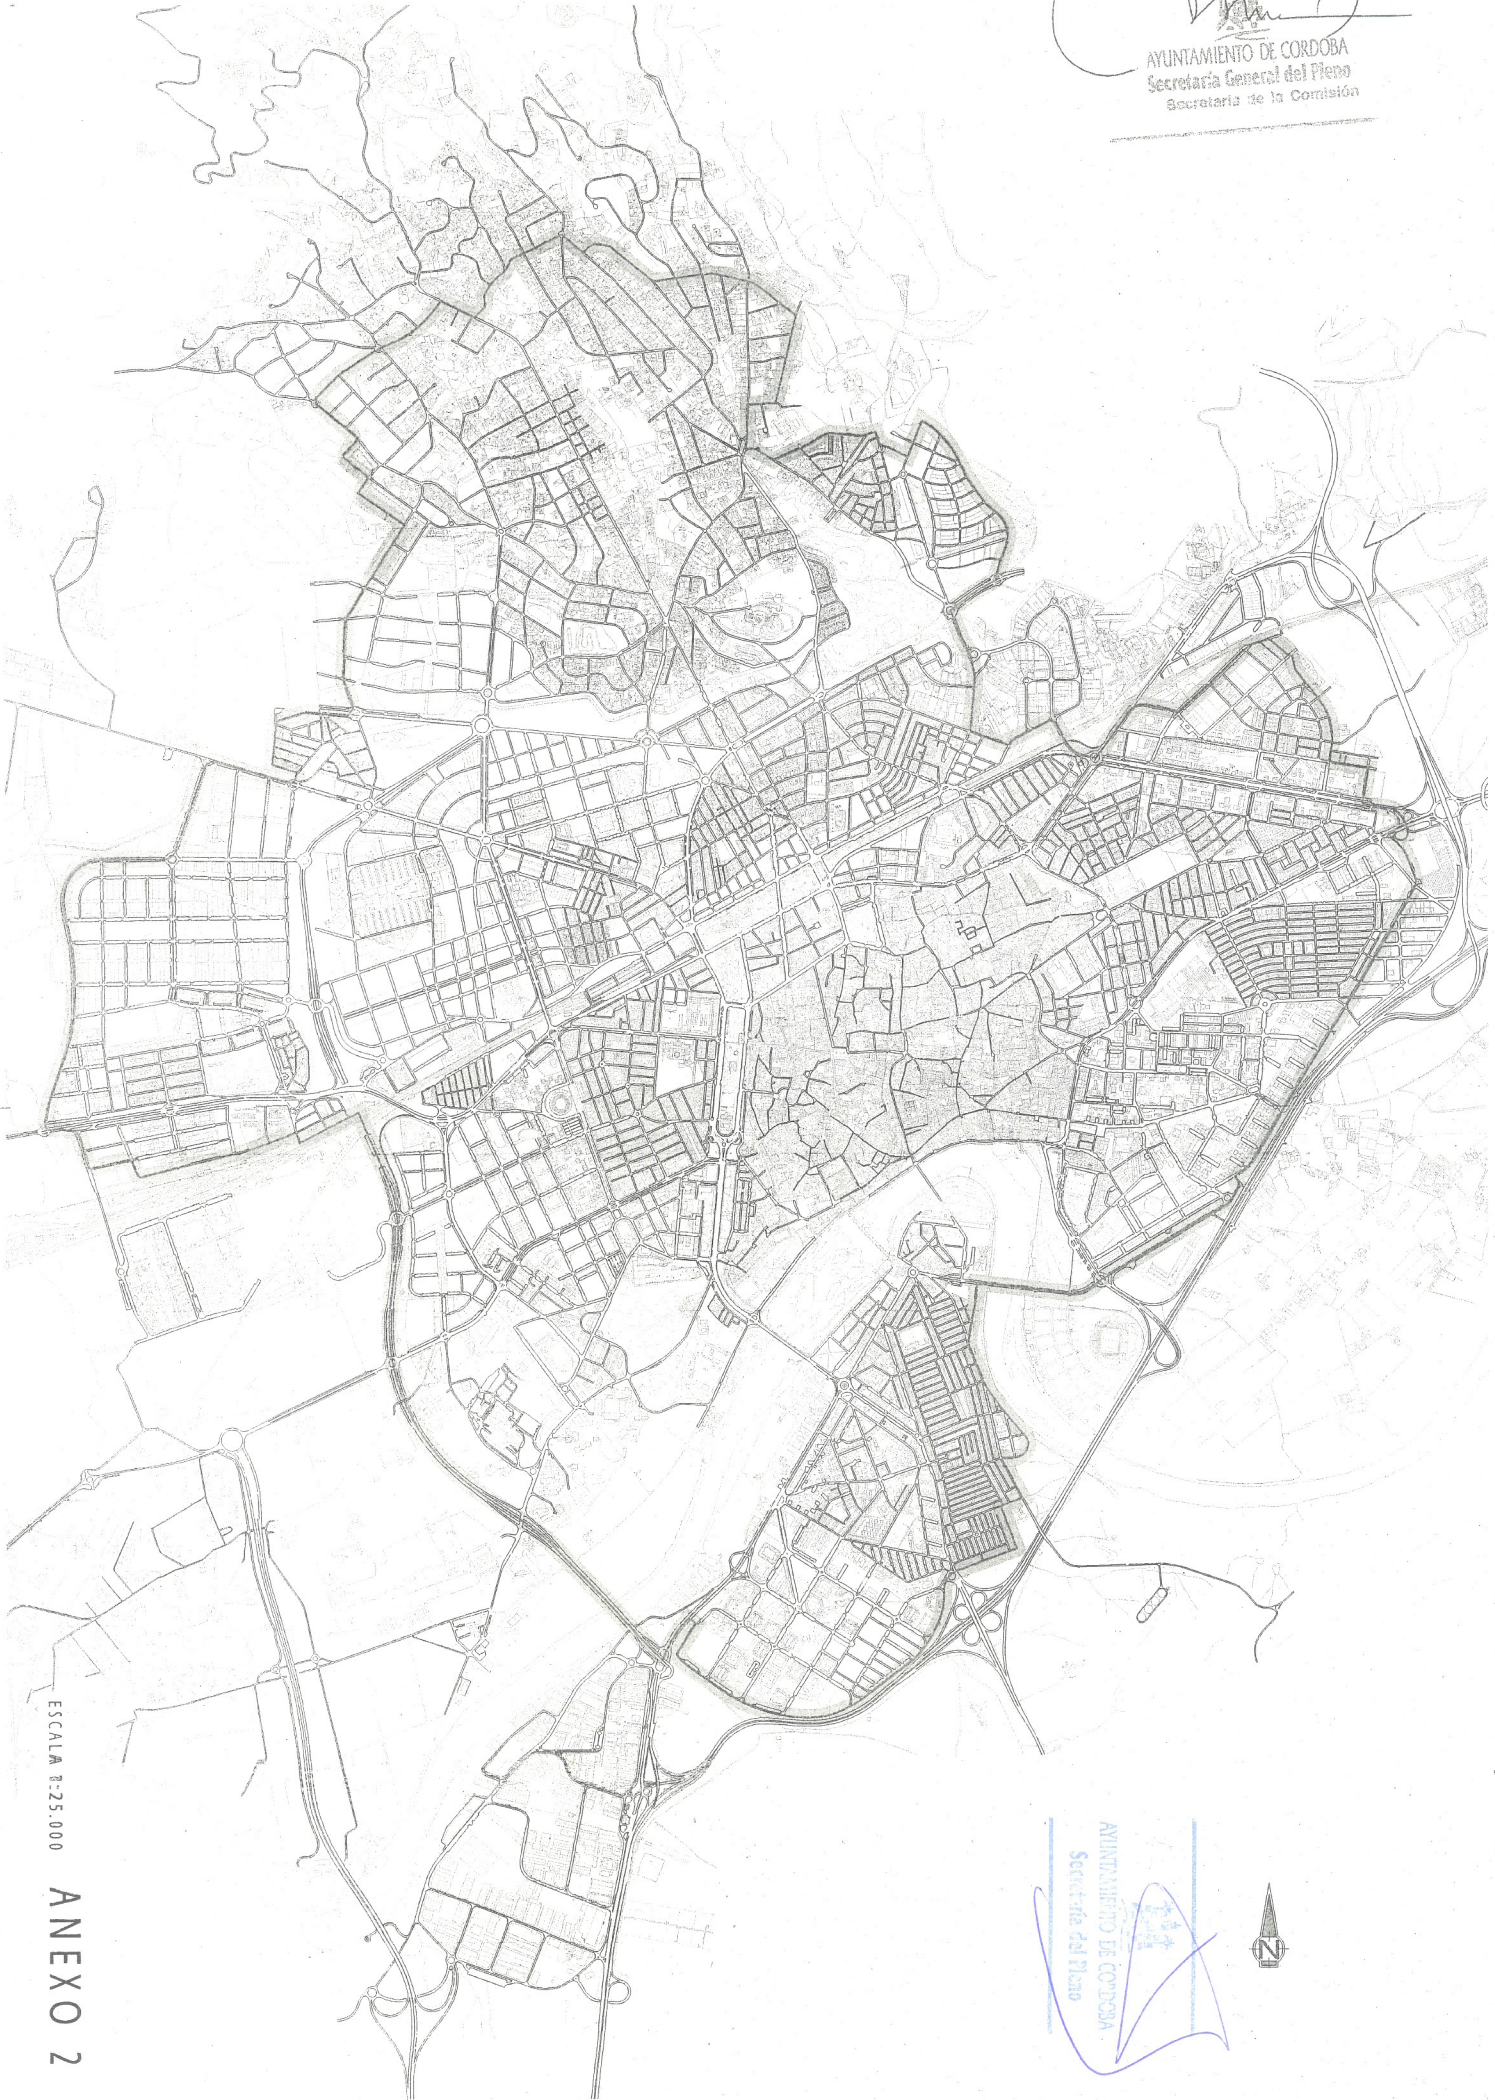 AYUNTAMIENTO DE CORDOBA
Secretaría General del Pleno
Secretaría de la Comisión
AYUNTAMIENTO DE CORDOBA
Secretaría del Pleno
N
ESCALA 1:25.000
ANEXO 2